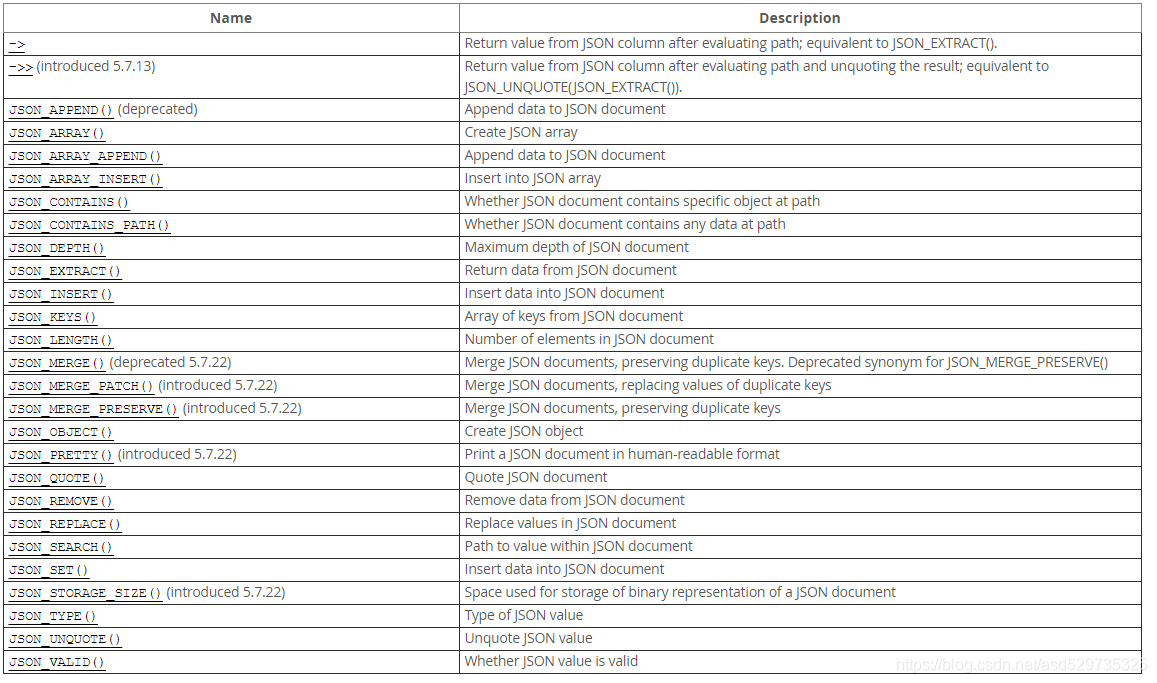 Name Description
-> Return value from JSON column after evaluating path; equivalent to JSON_EXTRACT().
->> (introduced 5.7.13) Return value from JSON column after evaluating path and unquoting the result; equivalent to
JSON_UNQUOTE(JSON_EXTRACT()).
JSON_APPEND() (deprecated) Append data to JSON document
JSON_ARRAY() Create JSON array
JSON_ARRAY_APPEND() Append data to JSON document
JSON_ARRAY_INSERT() Insert into JSON array
JSON_CONTAINS() Whether JSON document contains specific object at path
JSON_CONTAINS_PATH() Whether JSON document contains any data at path
JSON_DEPTH() Maximum depth of JSON document
JSON_EXTRACT() Return data from JSON document
JSON_INSERT() Insert data into JSON document
JSON_KEYS() Array of keys from JSON document
JSON_LENGTH() Number of elements in JSON document
JSON_MERGE() (deprecated 5.7.22) Merge JSON documents, preserving duplicate keys. Deprecated synonym for JSON_MERGE_PRESERVE()
JSON_MERGE_PATCH() (introduced 5.7.22) Merge JSON documents, replacing values of duplicate keys
JSON_MERGE_PRESERVE() (introduced 5.7.22) Merge JSON documents, preserving duplicate keys
JSON_OBJECT() Create JSON object
JSON_PRETTY() (introduced 5.7.22) Print a JSON document in human-readable format
JSON_QUOTE() Quote JSON document
JSON_REMOVE() Remove data from JSON document
JSON_REPLACE() Replace values in JSON document
JSON_SEARCH() Path to value within JSON document
JSON_SET() Insert data into JSON document
JSON_STORAGE_SIZE() (introduced 5.7.22) Space used for storage of binary representation of a JSON document
JSON_TYPE() Type of JSON value
JSON_UNQUOTE() Unquote JSON value
JSON_VALID() Whether JSON value is valid
https://blog.csdn.net/asd529735325